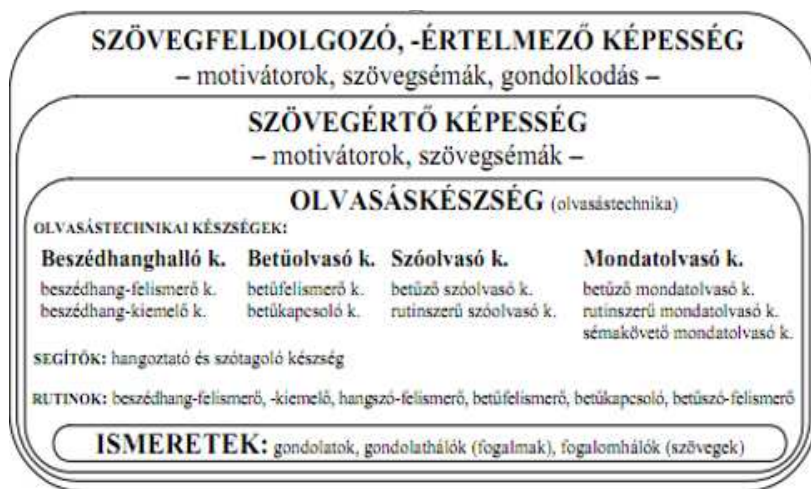 SZÖVEGFELDOLGOZÓ, -ÉRTELMEZŐ KÉPESSÉG
– motivátorok, szövegsémák, gondolkodás –
SZÖVEGÉRTŐ KÉPESSÉG
– motivátorok, szövegsémák –
OLVASÁSKÉSZSÉG (olvasástechnika)
OLVASÁSTECHNIKAI KÉSZSÉGEK:
Beszédhanghalló k. Betűolvasó k. Szóolvasó k. Mondatolvasó k.
beszédhang-felismerő k. betűfelismerő k. betűző szóolvasó k. betűző mondatolvasó k.
beszédhang-kiemelő k. betűkapcsoló k. rutinszerű szóolvasó k. rutinszerű mondatolvasó k.
sémakövető mondatolvasó k.
SEGÍTŐK: hangoztató és szótagoló készség
RUTINOK: beszédhang-felismerő, -kiemelő, hangszó-felismerő, betűfelismerő, betűkapcsoló, betűszó-felismerő
ISMERETEK: gondolatok, gondolathálók (fogalmak), fogalomhálók (szövegek)